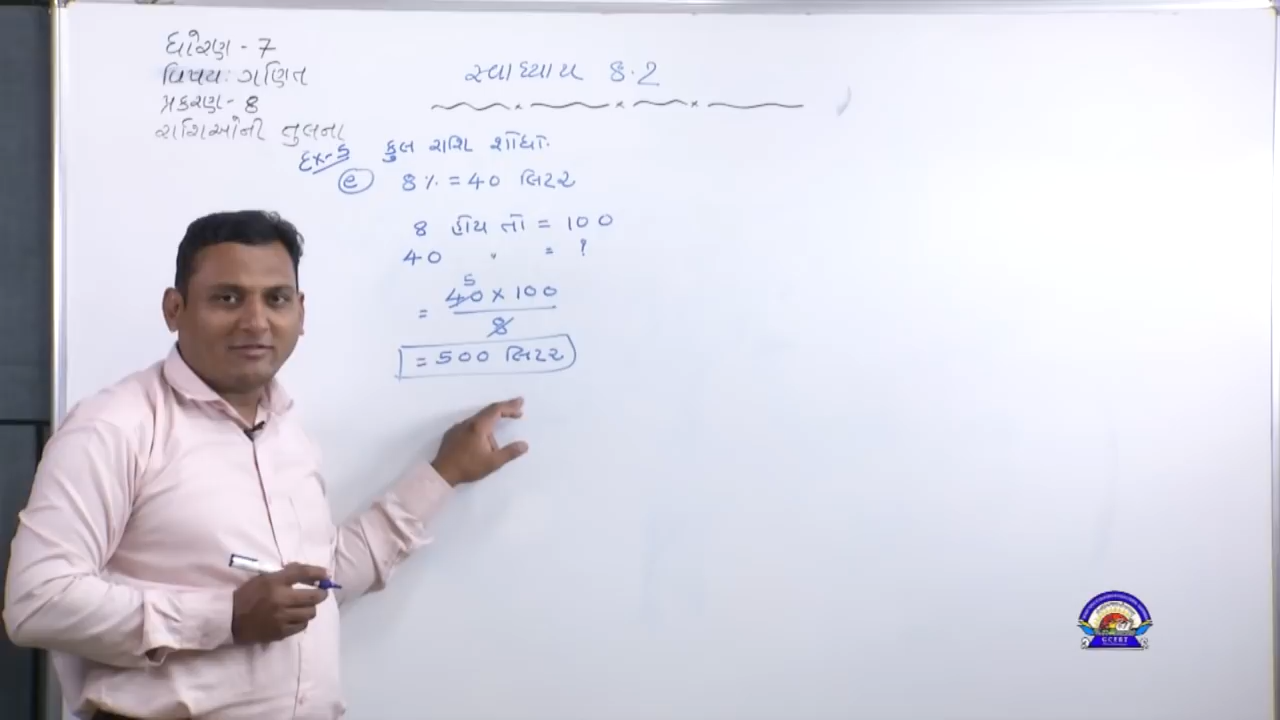 ધોરણ - 7
વિષય: ગણિત
પ્રકરણ - 8
રાશિઓની તુલના
સ્વાધ્યાય 8.2
Ex-5 કુલ રાશિ શોધો.
(e) 8% = 40 લિટર
8 હોય તો = 100
40 " = ?
5
= 40 × 100
8
= 500 લિટર
GCERT